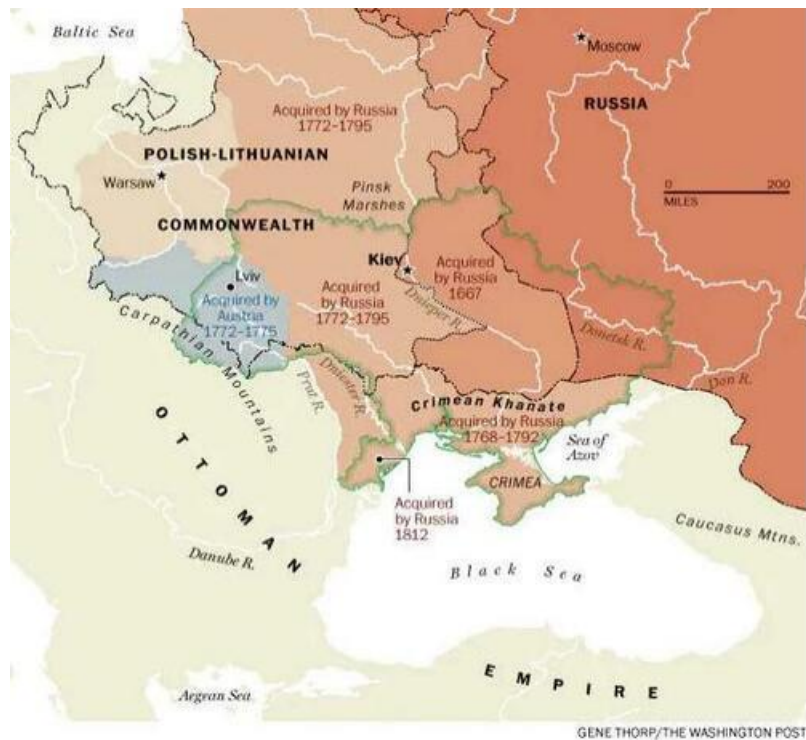 Baltic Sea
Moscow
RUSSIA
Acquired by Russia
1772–1795
POLISH-LITHUANIAN
Warsaw
Pinsk
Marshes
0 200
MILES
COMMONWEALTH
Kiev
Lviv
Acquired
by Russia
1667
Acquired by
Austria
1772–1775
Acquired
by Russia
1772–1795
Dnieper R.
Donetsk R.
Don R.
Carpathian Mountains
Prut R.
Dniester R.
Crimean Khanate
Acquired by Russia
1768–1792
Sea of
Azov
CRIMEA
OTTOMAN
Acquired
by Russia
1812
Caucasus Mtns.
Danube R.
Black Sea
EMPIRE
Aegean Sea
GENE THORP/THE WASHINGTON POST